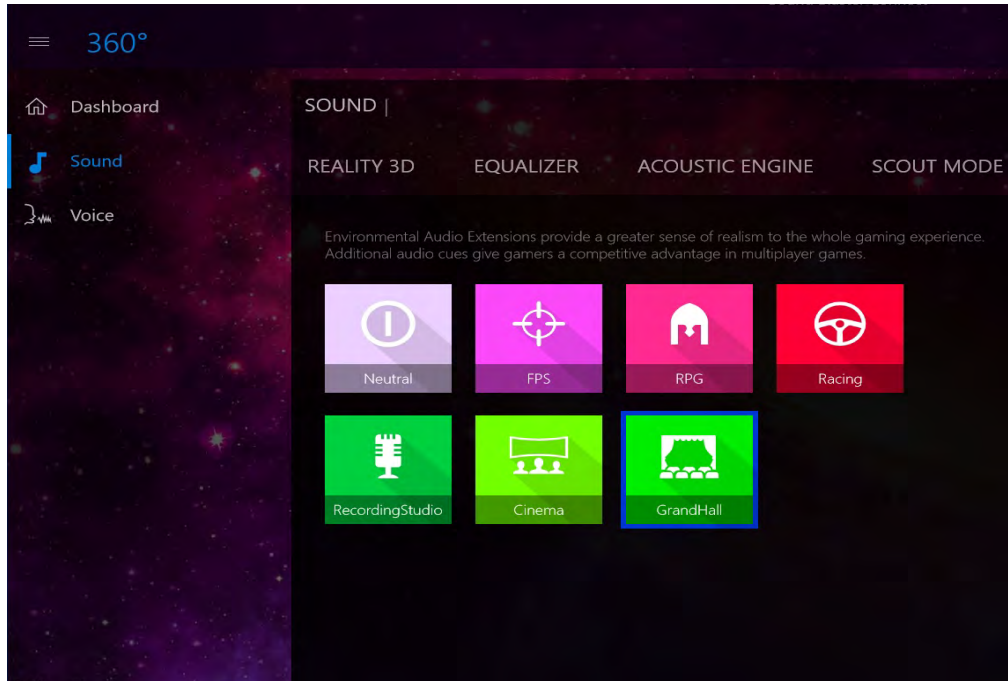 360°
Dashboard
Sound
Voice
SOUND |
REALITY 3D EQUALIZER ACOUSTIC ENGINE SCOUT MODE
Environmental Audio Extensions provide a greater sense of realism to the whole gaming experience.
Additional audio cues give gamers a competitive advantage in multiplayer games.
Neutral FPS RPG Racing
RecordingStudio Cinema GrandHall